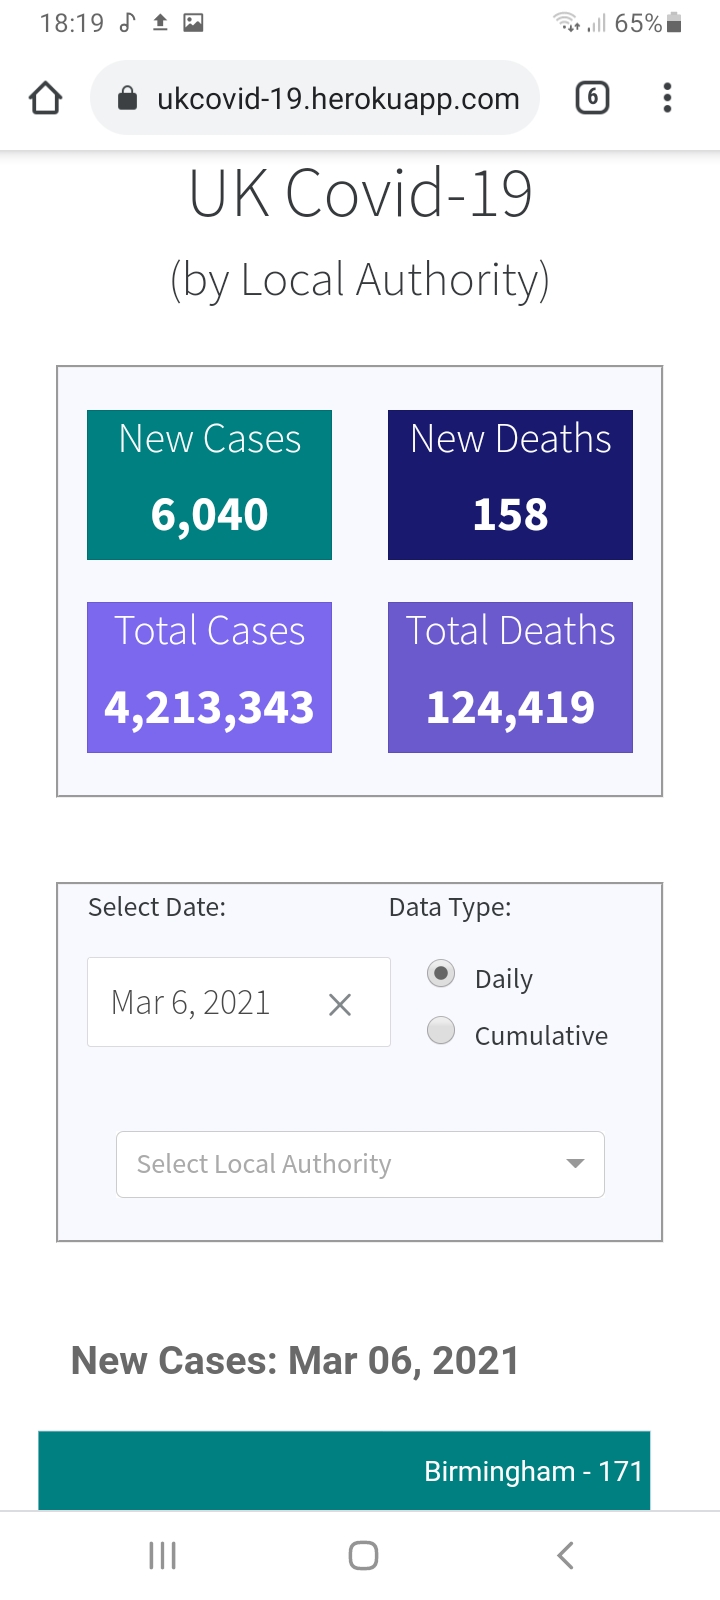 18:19 65%
ukcovid-19.herokuapp.com 6
UK Covid-19
(by Local Authority)
New Cases New Deaths
6,040 158
Total Cases Total Deaths
4,213,343 124,419
Select Date: Data Type:
Mar 6, 2021 Daily
Cumulative
Select Local Authority
New Cases: Mar 06, 2021
Birmingham - 171